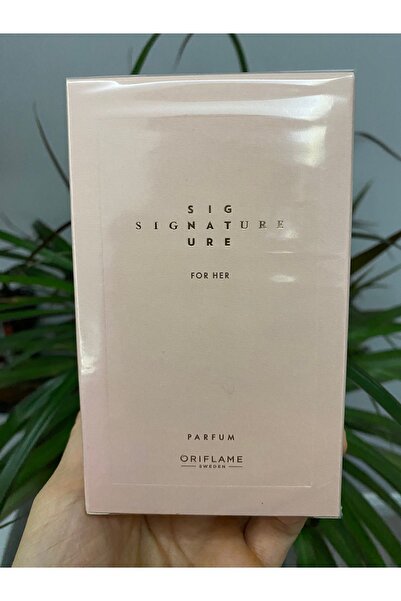 SIG
SIGNATURE
URE
FOR HER
PARFUM
ORIFLAME
SWEDEN